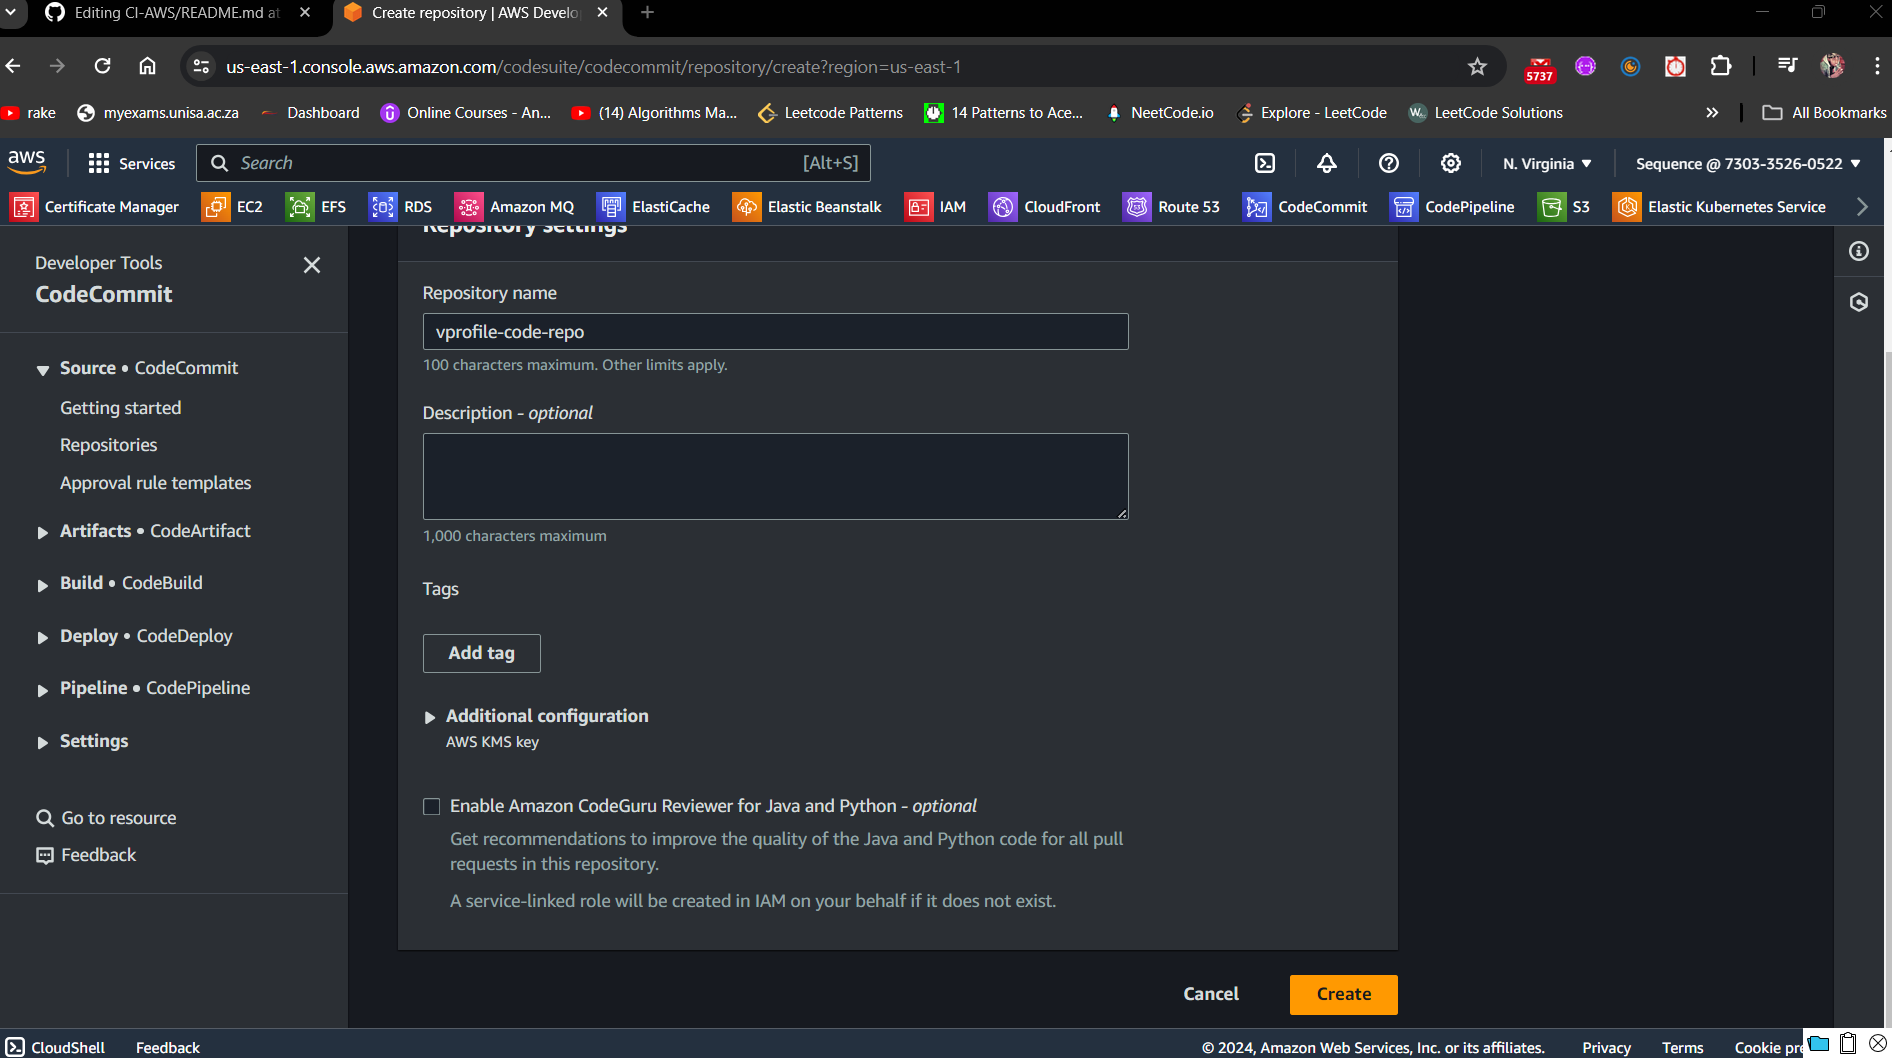 Editing CI-AWS/README.md at
Create repository | AWS Develo
us-east-1.console.aws.amazon.com/codesuite/codecommit/repository/create?region=us-east-1
5737
rake
myexams.unisa.ac.za
Dashboard
Online Courses - An...
(14) Algorithms Ma...
Leetcode Patterns
14 Patterns to Ace...
NeetCode.io
Explore - LeetCode
LeetCode Solutions
All Bookmarks
aws
Services
Search
[Alt+S]
N. Virginia
Sequence @ 7303-3526-0522
Certificate Manager
EC2
EFS
RDS
Amazon MQ
ElastiCache
Elastic Beanstalk
IAM
CloudFront
Route 53
CodeCommit
CodePipeline
S3
Elastic Kubernetes Service
Developer Tools
CodeCommit
Source • CodeCommit
Getting started
Repositories
Approval rule templates
Artifacts • CodeArtifact
Build • CodeBuild
Deploy • CodeDeploy
Pipeline • CodePipeline
Settings
Go to resource
Feedback
Repository settings
Repository name
vprofile-code-repo
100 characters maximum. Other limits apply.
Description - optional
1,000 characters maximum
Tags
Add tag
Additional configuration
AWS KMS key
Enable Amazon CodeGuru Reviewer for Java and Python - optional
Get recommendations to improve the quality of the Java and Python code for all pull
requests in this repository.
A service-linked role will be created in IAM on your behalf if it does not exist.
Cancel
Create
CloudShell
Feedback
© 2024, Amazon Web Services, Inc. or its affiliates.
Privacy
Terms
Cookie pre